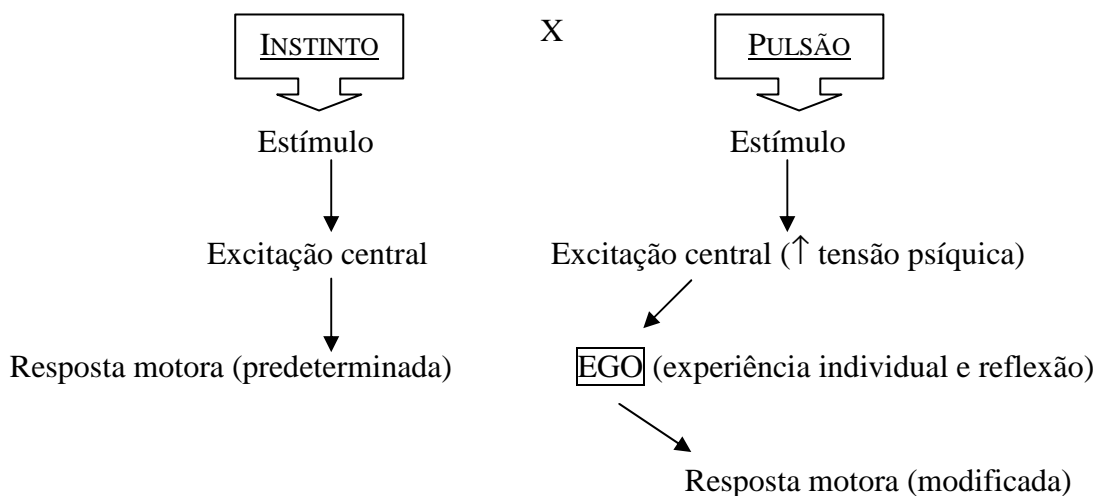 INSTINTO X PULSÃO
Estímulo Estímulo
Excitação central Excitação central (↑ tensão psíquica)
Resposta motora (predeterminada) EGO (experiência individual e reflexão)
Resposta motora (modificada)